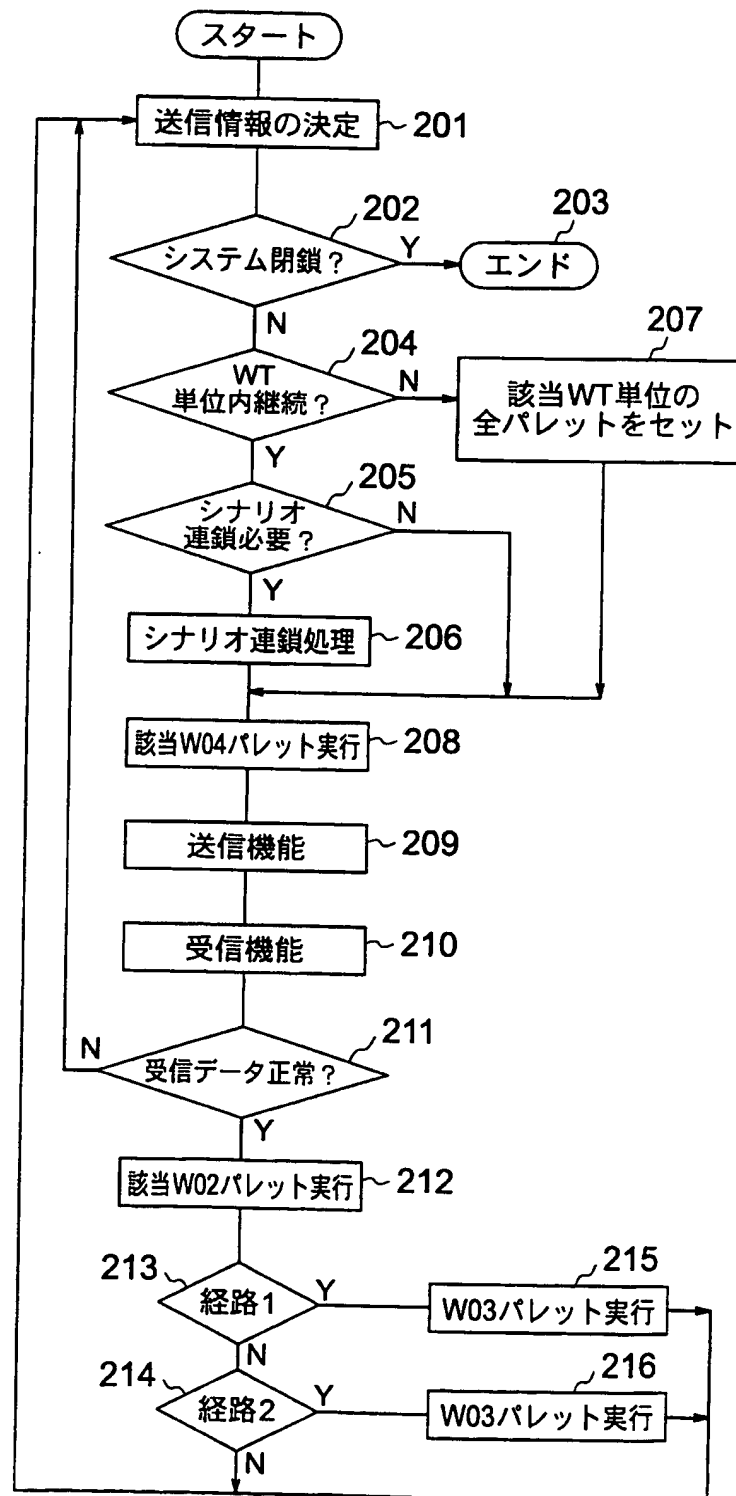 スタート
送信情報の決定
201
202
システム閉鎖?
Y
203
エンド
N
204
WT
単位内継続?
N
207
該当WT単位の
全パレットをセット
Y
205
シナリオ
連鎖必要?
N
Y
シナリオ連鎖処理
206
該当W04パレット実行
208
送信機能
209
受信機能
210
211
N
受信データ正常?
Y
該当W02パレット実行
212
213
経路1
Y
215
W03パレット実行
N
214
経路2
Y
216
W03パレット実行
N